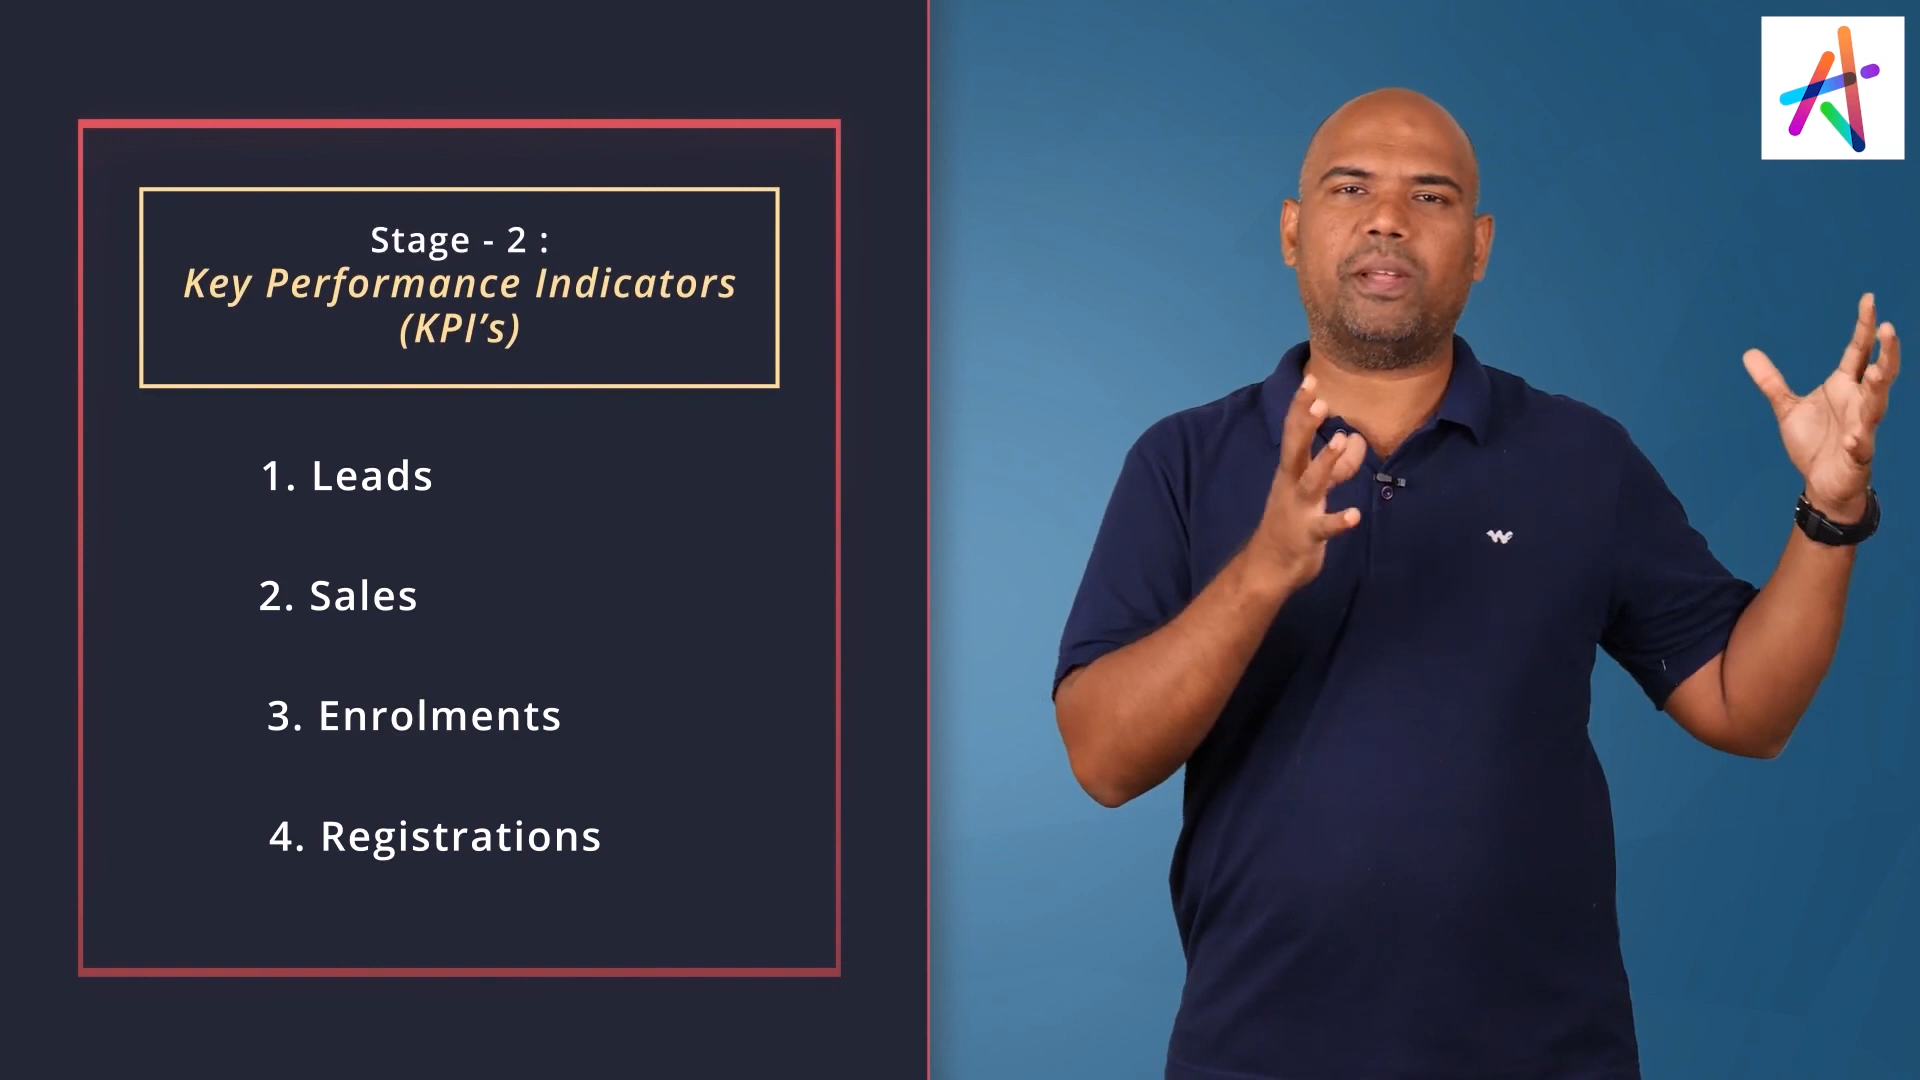 Stage - 2 :
Key Performance Indicators
(KPI’s)
1. Leads
2. Sales
3. Enrolments
4. Registrations